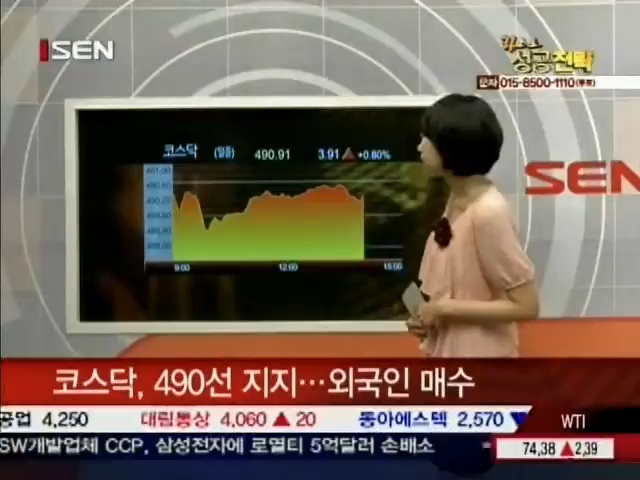 SEN
성공전략
문자 015-8500-1110(무료)
코스닥 490.91 3.91 ▲ +0.80%
SEN
9:00 12:00 15:00
코스닥, 490선 지지…외국인 매수
공업 4,250 대림통상 4,060 ▲ 20 동아에스텍 2,570 ▼ WTI
SW개발업체 CCP, 삼성전자에 로열티 5억달러 손배소 74,38 ▲2,39